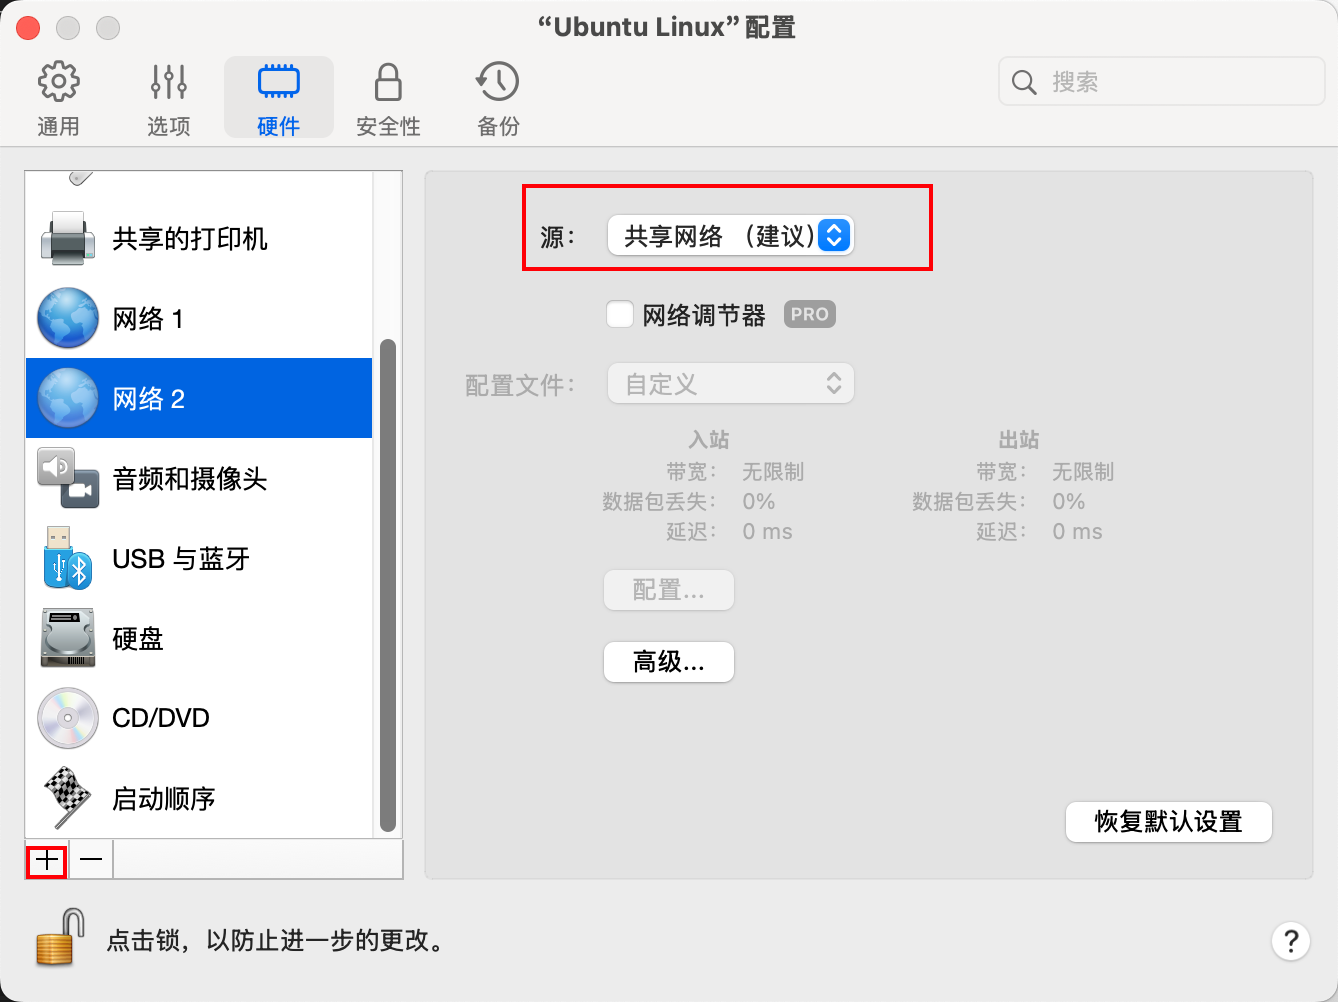 “Ubuntu Linux” 配置
通用
选项
硬件
安全性
备份
搜索
共享的打印机
网络 1
网络 2
音频和摄像头
USB 与蓝牙
硬盘
CD/DVD
启动顺序
源：
共享网络 （建议）
网络调节器 PRO
配置文件： 自定义
入站 出站
带宽： 无限制 带宽： 无限制
数据包丢失： 0% 数据包丢失： 0%
延迟： 0 ms 延迟： 0 ms
配置...
高级...
恢复默认设置
点击锁，以防止进一步的更改。
?